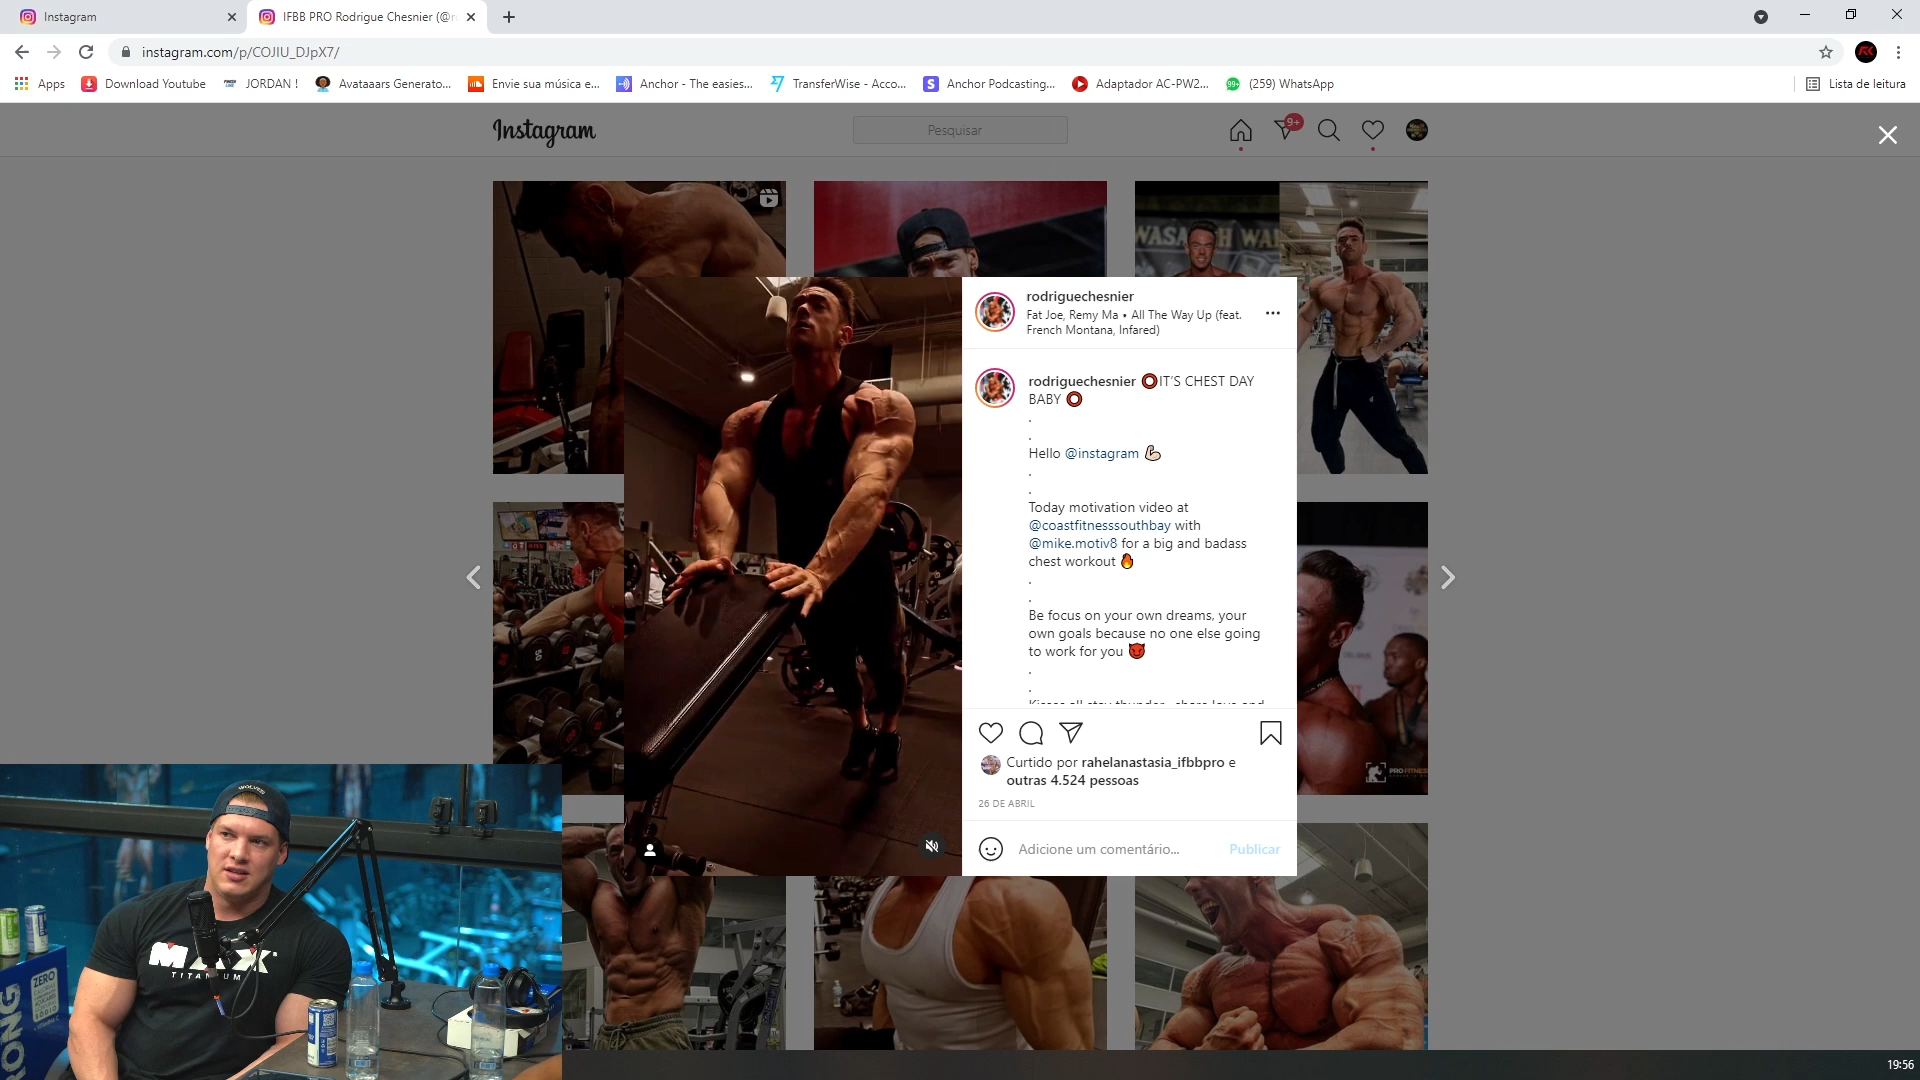 Instagram
IFBB PRO Rodrigue Chesnier (@r
instagram.com/p/COJIU_DJpX7/
Apps
Download Youtube
JORDAN !
Avataaars Generato...
Envie sua música e...
Anchor - The easies...
TransferWise - Acco...
Anchor Podcasting...
Adaptador AC-PW2...
(259) WhatsApp
Lista de leitura
Instagram
Pesquisar
9+
rodriguechesnier
Fat Joe, Remy Ma • All The Way Up (feat.
French Montana, Infared)
rodriguechesnier ⭕IT'S CHEST DAY
BABY ⭕
.
.
Hello @instagram 💪🏻
.
.
Today motivation video at
@coastfitnesssouthbay with
@mike.motiv8 for a big and badass
chest workout 🔥
.
.
Be focus on your own dreams, your
own goals because no one else going
to work for you 😈
.
.
Curtido por rahelanastasia_ifbbpro e
outras 4.524 pessoas
26 DE ABRIL
Adicione um comentário...
Publicar
50
WOLVES
MAX
TITANIUM
ZERO
19:56